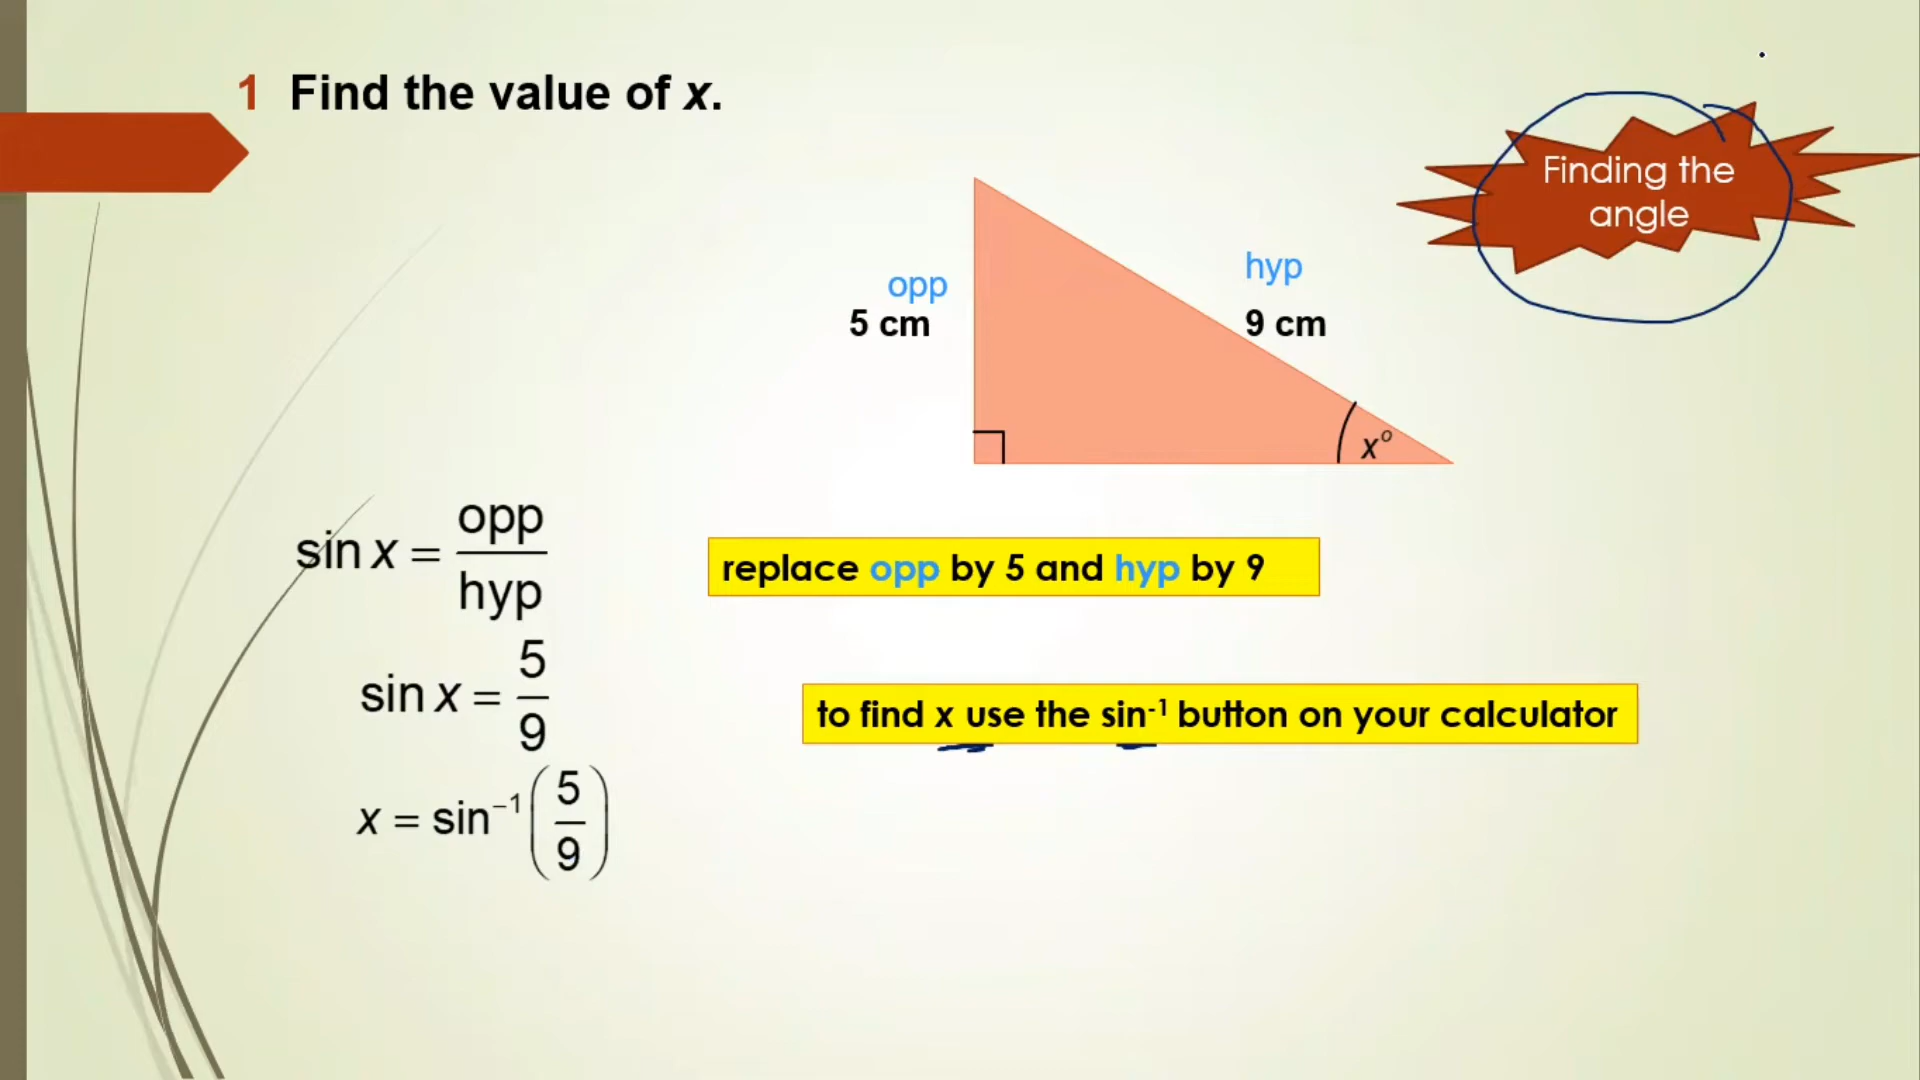 1 Find the value of x.
Finding the
angle
opp
5 cm
hyp
9 cm
x°
sin x = opp/hyp
replace opp by 5 and hyp by 9
sin x = 5/9
to find x use the sin⁻¹ button on your calculator
x = sin⁻¹(5/9)